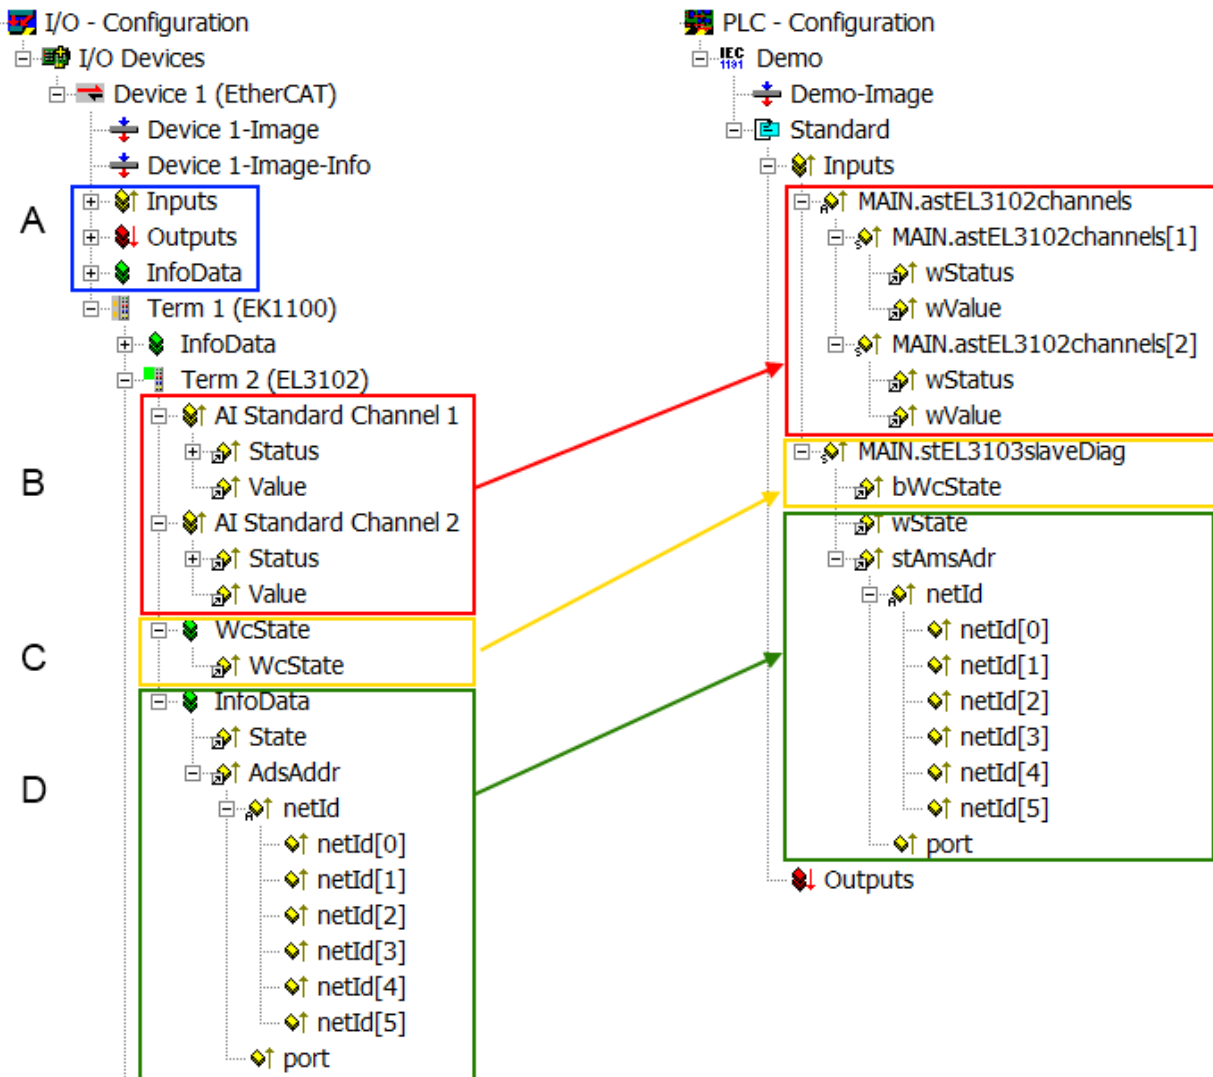 I/O - Configuration
I/O Devices
Device 1 (EtherCAT)
Device 1-Image
Device 1-Image-Info
A
Inputs
Outputs
InfoData
Term 1 (EK1100)
InfoData
Term 2 (EL3102)
B
AI Standard Channel 1
Status
Value
AI Standard Channel 2
Status
Value
C
WcState
WcState
D
InfoData
State
AdsAddr
netId
netId[0]
netId[1]
netId[2]
netId[3]
netId[4]
netId[5]
port
PLC - Configuration
IEC
1131
Demo
Demo-Image
Standard
Inputs
MAIN.astEL3102channels
MAIN.astEL3102channels[1]
wStatus
wValue
MAIN.astEL3102channels[2]
wStatus
wValue
MAIN.stEL3103slaveDiag
bWcState
wState
stAmsAdr
netId
netId[0]
netId[1]
netId[2]
netId[3]
netId[4]
netId[5]
port
Outputs